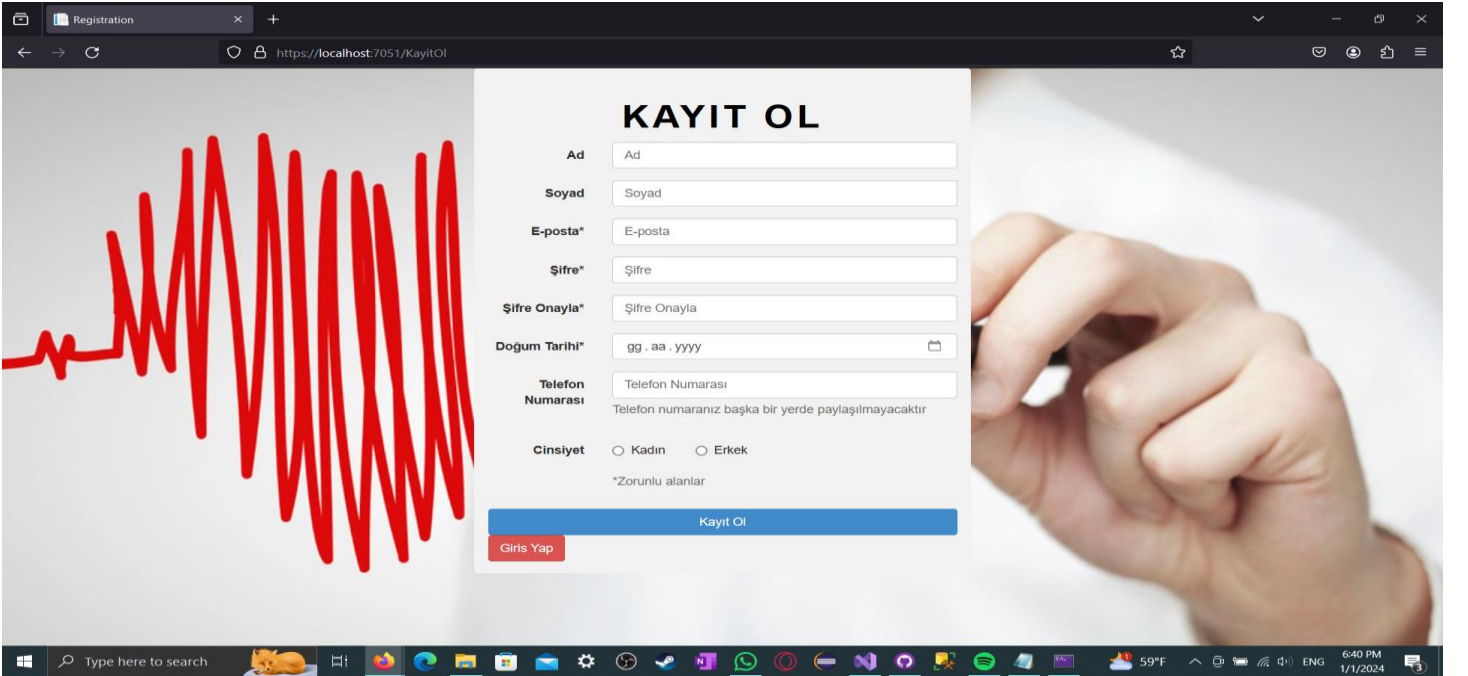 Registration
https://localhost:7051/KayitOl
KAYIT OL
Ad
Ad
Soyad
Soyad
E-posta*
E-posta
Şifre*
Şifre
Şifre Onayla*
Şifre Onayla
Doğum Tarihi*
gg . aa . yyyy
Telefon
Numarası
Telefon Numarası
Telefon numaranız başka bir yerde paylaşılmayacaktır
Cinsiyet
Kadın
Erkek
*Zorunlu alanlar
Kayıt Ol
Giris Yap
Type here to search
59°F
ENG
6:40 PM
1/1/2024
3